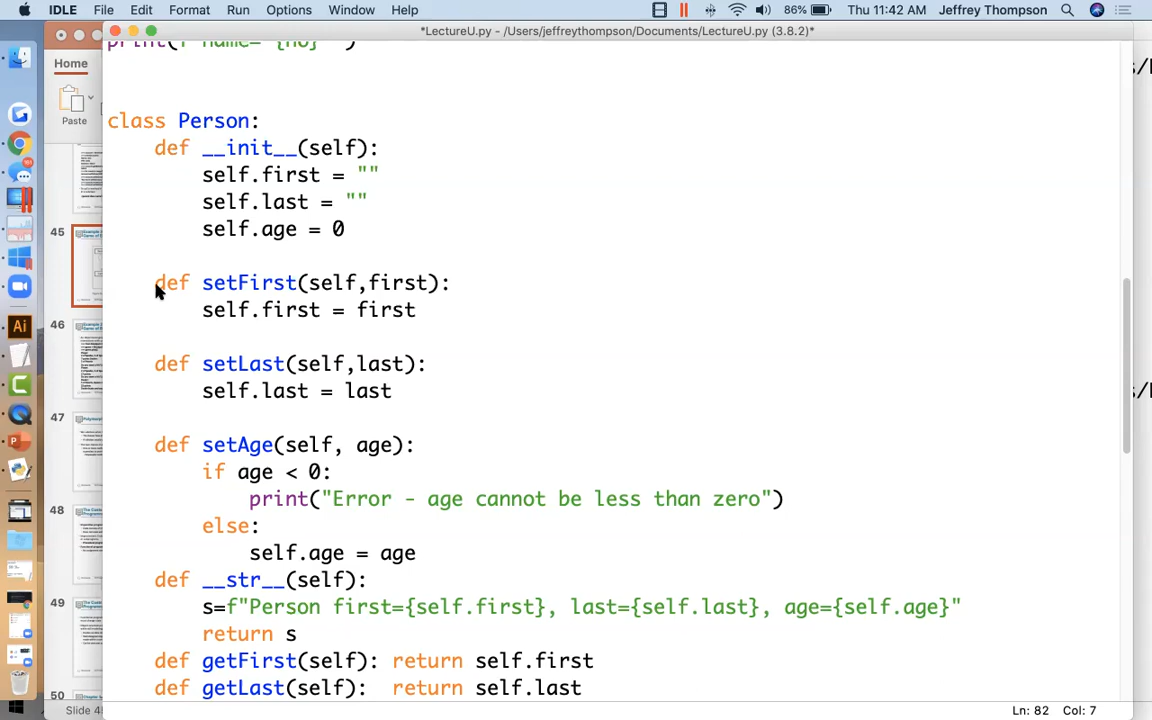 IDLE File Edit Format Run Options Window Help 86% Thu 11:42 AM Jeffrey Thompson
*LectureU.py - /Users/jeffreythompson/Documents/LectureU.py (3.8.2)*
Home
Paste
class Person:
def __init__(self):
self.first = ""
self.last = ""
self.age = 0
def setFirst(self,first):
self.first = first
def setLast(self,last):
self.last = last
def setAge(self, age):
if age < 0:
print("Error - age cannot be less than zero")
else:
self.age = age
def __str__(self):
s=f"Person first={self.first}, last={self.last}, age={self.age}"
return s
def getFirst(self): return self.first
def getLast(self):  return self.last
45
46
47
48
49
50
Slide 4
Ln: 82 Col: 7
Ai